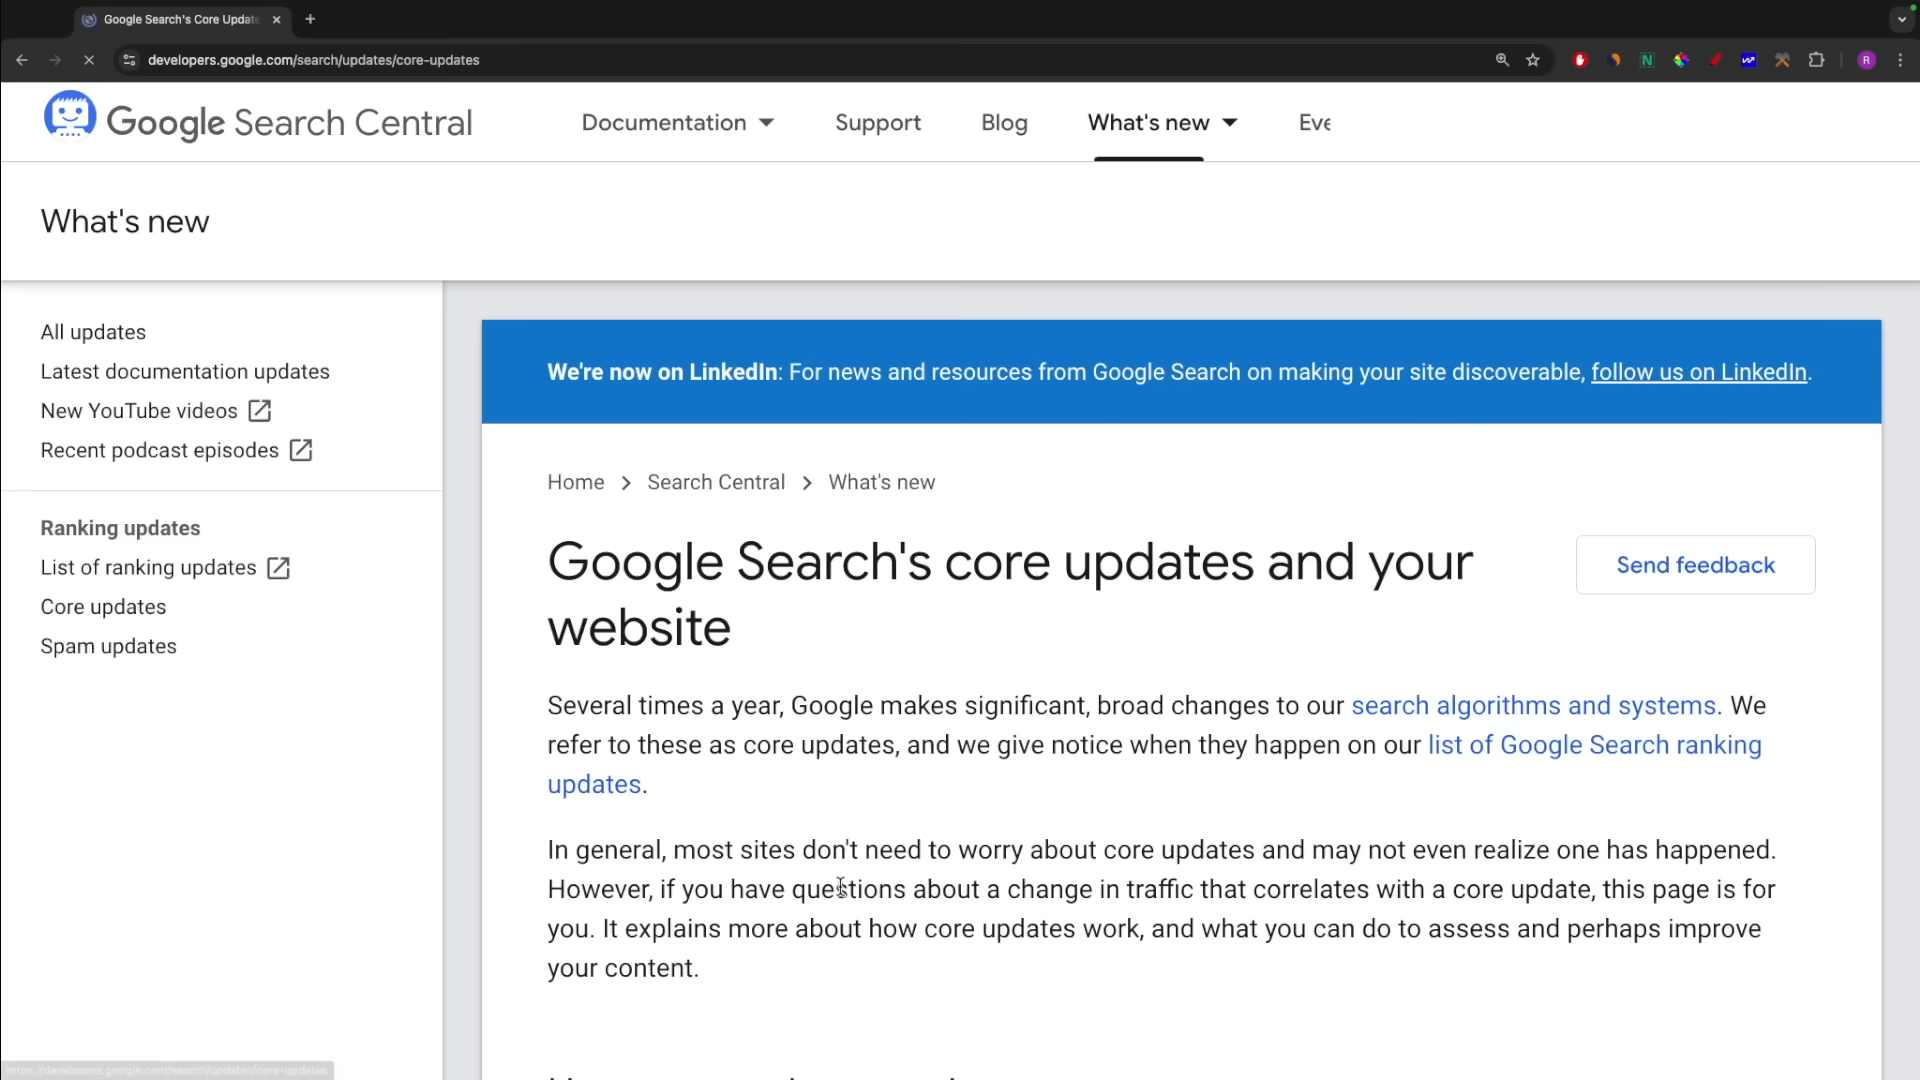 Google Search's Core Updat
developers.google.com/search/updates/core-updates
R
Google Search Central
Documentation
Support
Blog
What's new
Eve
What's new
All updates
Latest documentation updates
New YouTube videos
Recent podcast episodes
Ranking updates
List of ranking updates
Core updates
Spam updates
We're now on LinkedIn: For news and resources from Google Search on making your site discoverable, follow us on LinkedIn.
Home > Search Central > What's new
Google Search's core updates and your
website
Send feedback
Several times a year, Google makes significant, broad changes to our search algorithms and systems. We
refer to these as core updates, and we give notice when they happen on our list of Google Search ranking
updates.
In general, most sites don't need to worry about core updates and may not even realize one has happened.
However, if you have questions about a change in traffic that correlates with a core update, this page is for
you. It explains more about how core updates work, and what you can do to assess and perhaps improve
your content.
https://developers.google.com/search/updates/core-updates